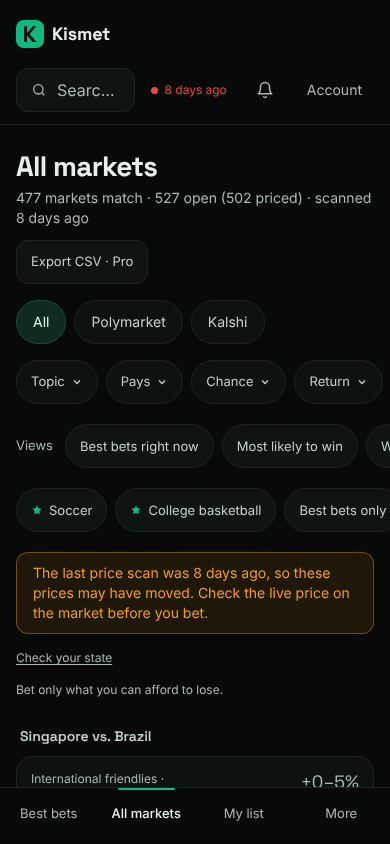 Kismet
Searc...
8 days ago
Account
All markets
477 markets match · 527 open (502 priced) · scanned
8 days ago
Export CSV · Pro
All
Polymarket
Kalshi
Topic
Pays
Chance
Return
Views
Best bets right now
Most likely to win
Soccer
College basketball
Best bets only
The last price scan was 8 days ago, so these
prices may have moved. Check the live price on
the market before you bet.
Check your state
Bet only what you can afford to lose.
Singapore vs. Brazil
International friendlies ·
+0–5%
Best bets
All markets
My list
More